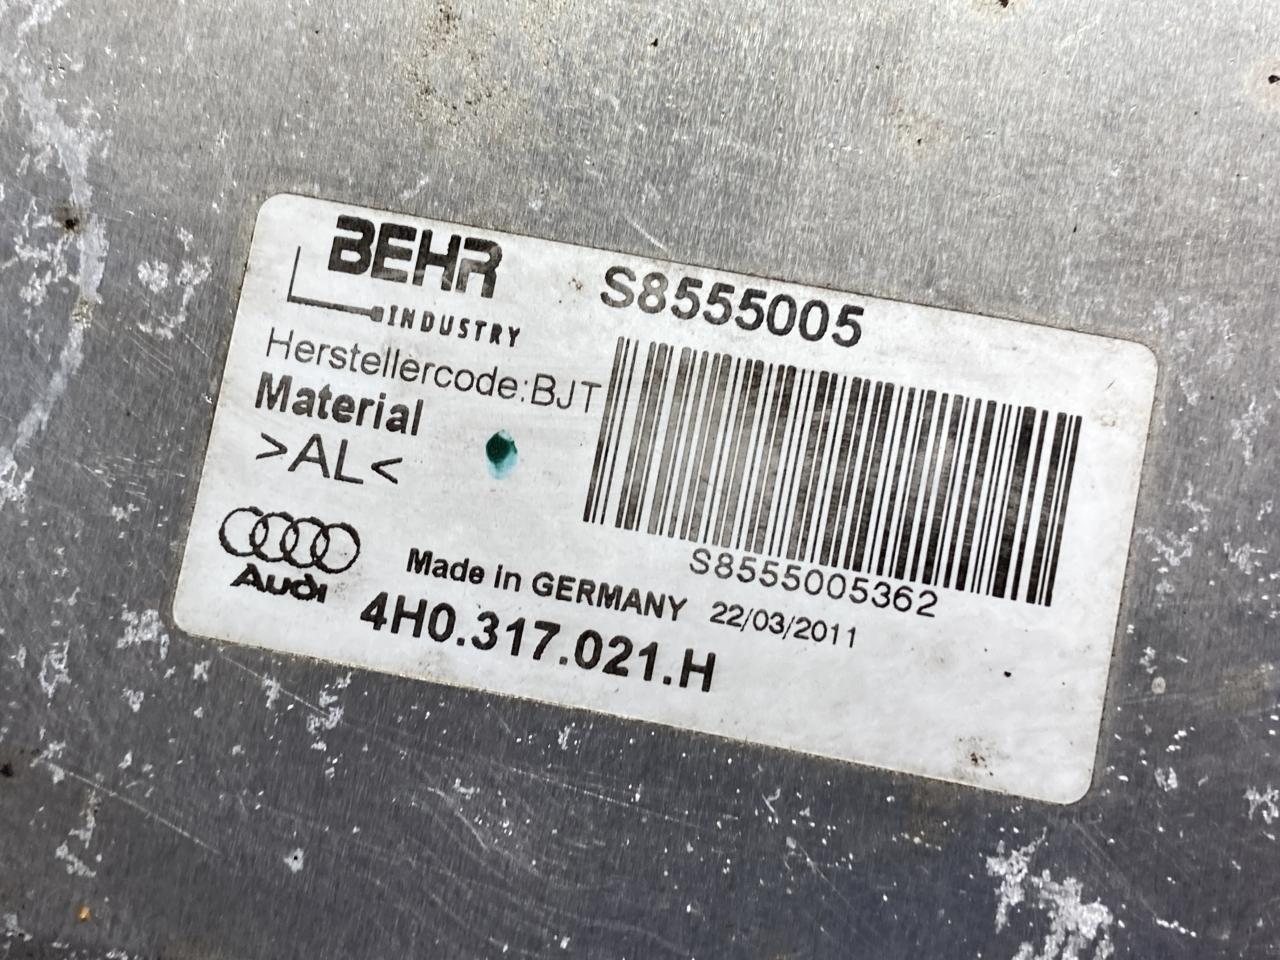 BEHR
INDUSTRY
S8555005
Herstellercode:BJT
Material
>AL<
S8555005362
Audi
Made in GERMANY 22/03/2011
4H0.317.021.H